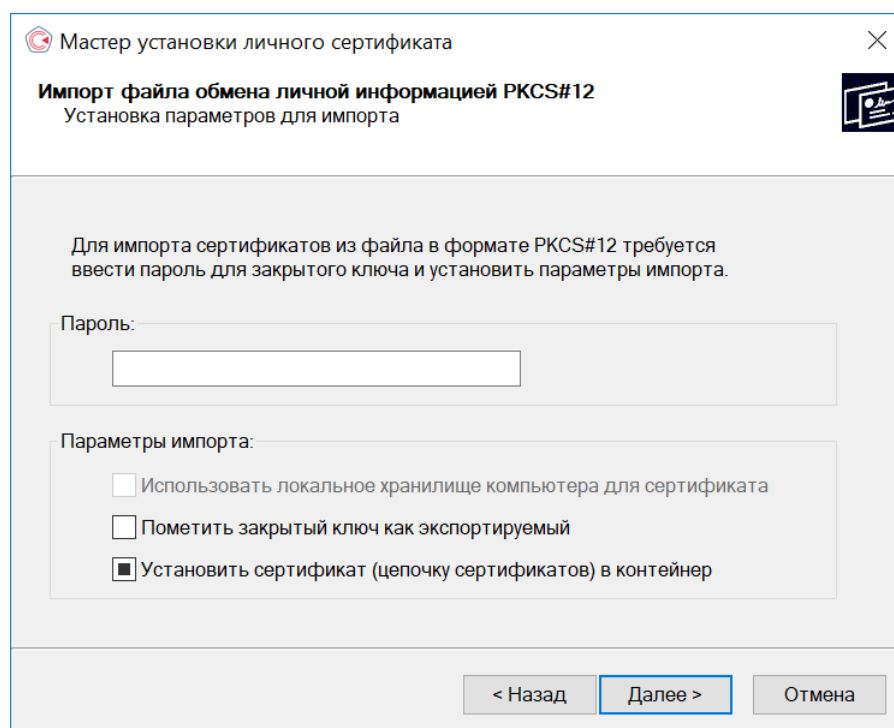 Мастер установки личного сертификата
Импорт файла обмена личной информацией PKCS#12
Установка параметров для импорта
Для импорта сертификатов из файла в формате PKCS#12 требуется
ввести пароль для закрытого ключа и установить параметры импорта.
Пароль:
Параметры импорта:
Использовать локальное хранилище компьютера для сертификата
Пометить закрытый ключ как экспортируемый
Установить сертификат (цепочку сертификатов) в контейнер
< Назад
Далее >
Отмена